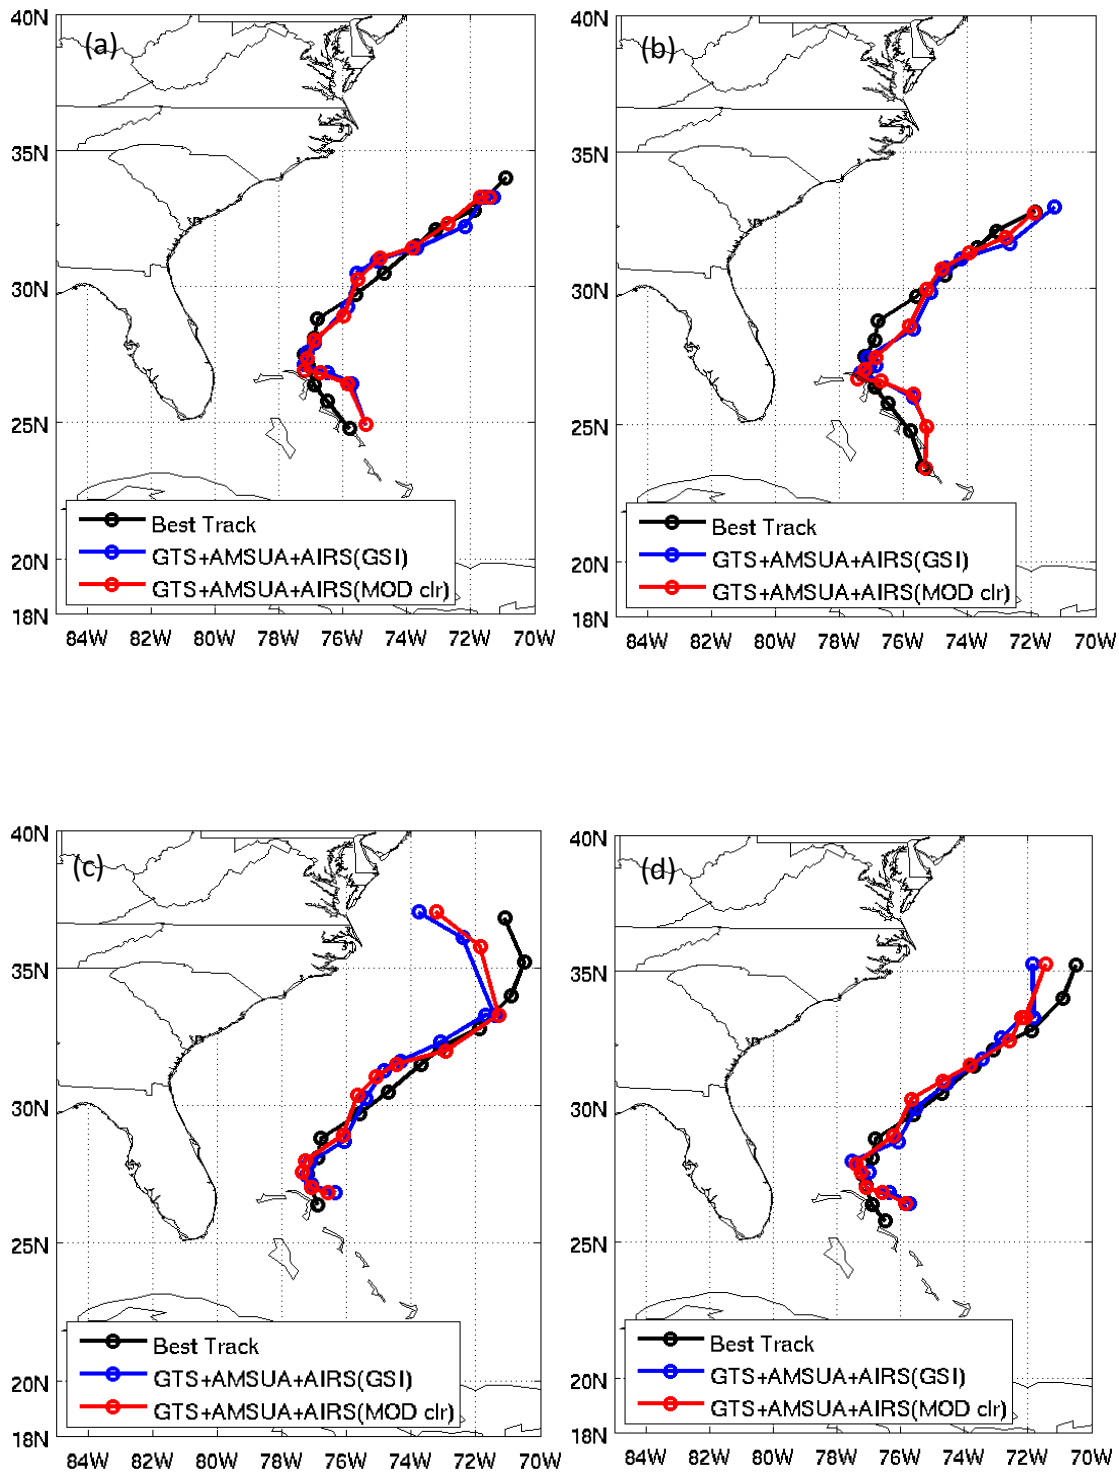 40N
(a)
35N
30N
25N
20N
18N
Best Track
GTS+AMSUA+AIRS(GSI)
GTS+AMSUA+AIRS(MOD clr)
84W 82W 80W 78W 76W 74W 72W 70W
40N
(b)
35N
30N
25N
20N
18N
Best Track
GTS+AMSUA+AIRS(GSI)
GTS+AMSUA+AIRS(MOD clr)
84W 82W 80W 78W 76W 74W 72W 70W
40N
(c)
35N
30N
25N
20N
18N
Best Track
GTS+AMSUA+AIRS(GSI)
GTS+AMSUA+AIRS(MOD clr)
84W 82W 80W 78W 76W 74W 72W 70W
40N
(d)
35N
30N
25N
20N
18N
Best Track
GTS+AMSUA+AIRS(GSI)
GTS+AMSUA+AIRS(MOD clr)
84W 82W 80W 78W 76W 74W 72W 70W